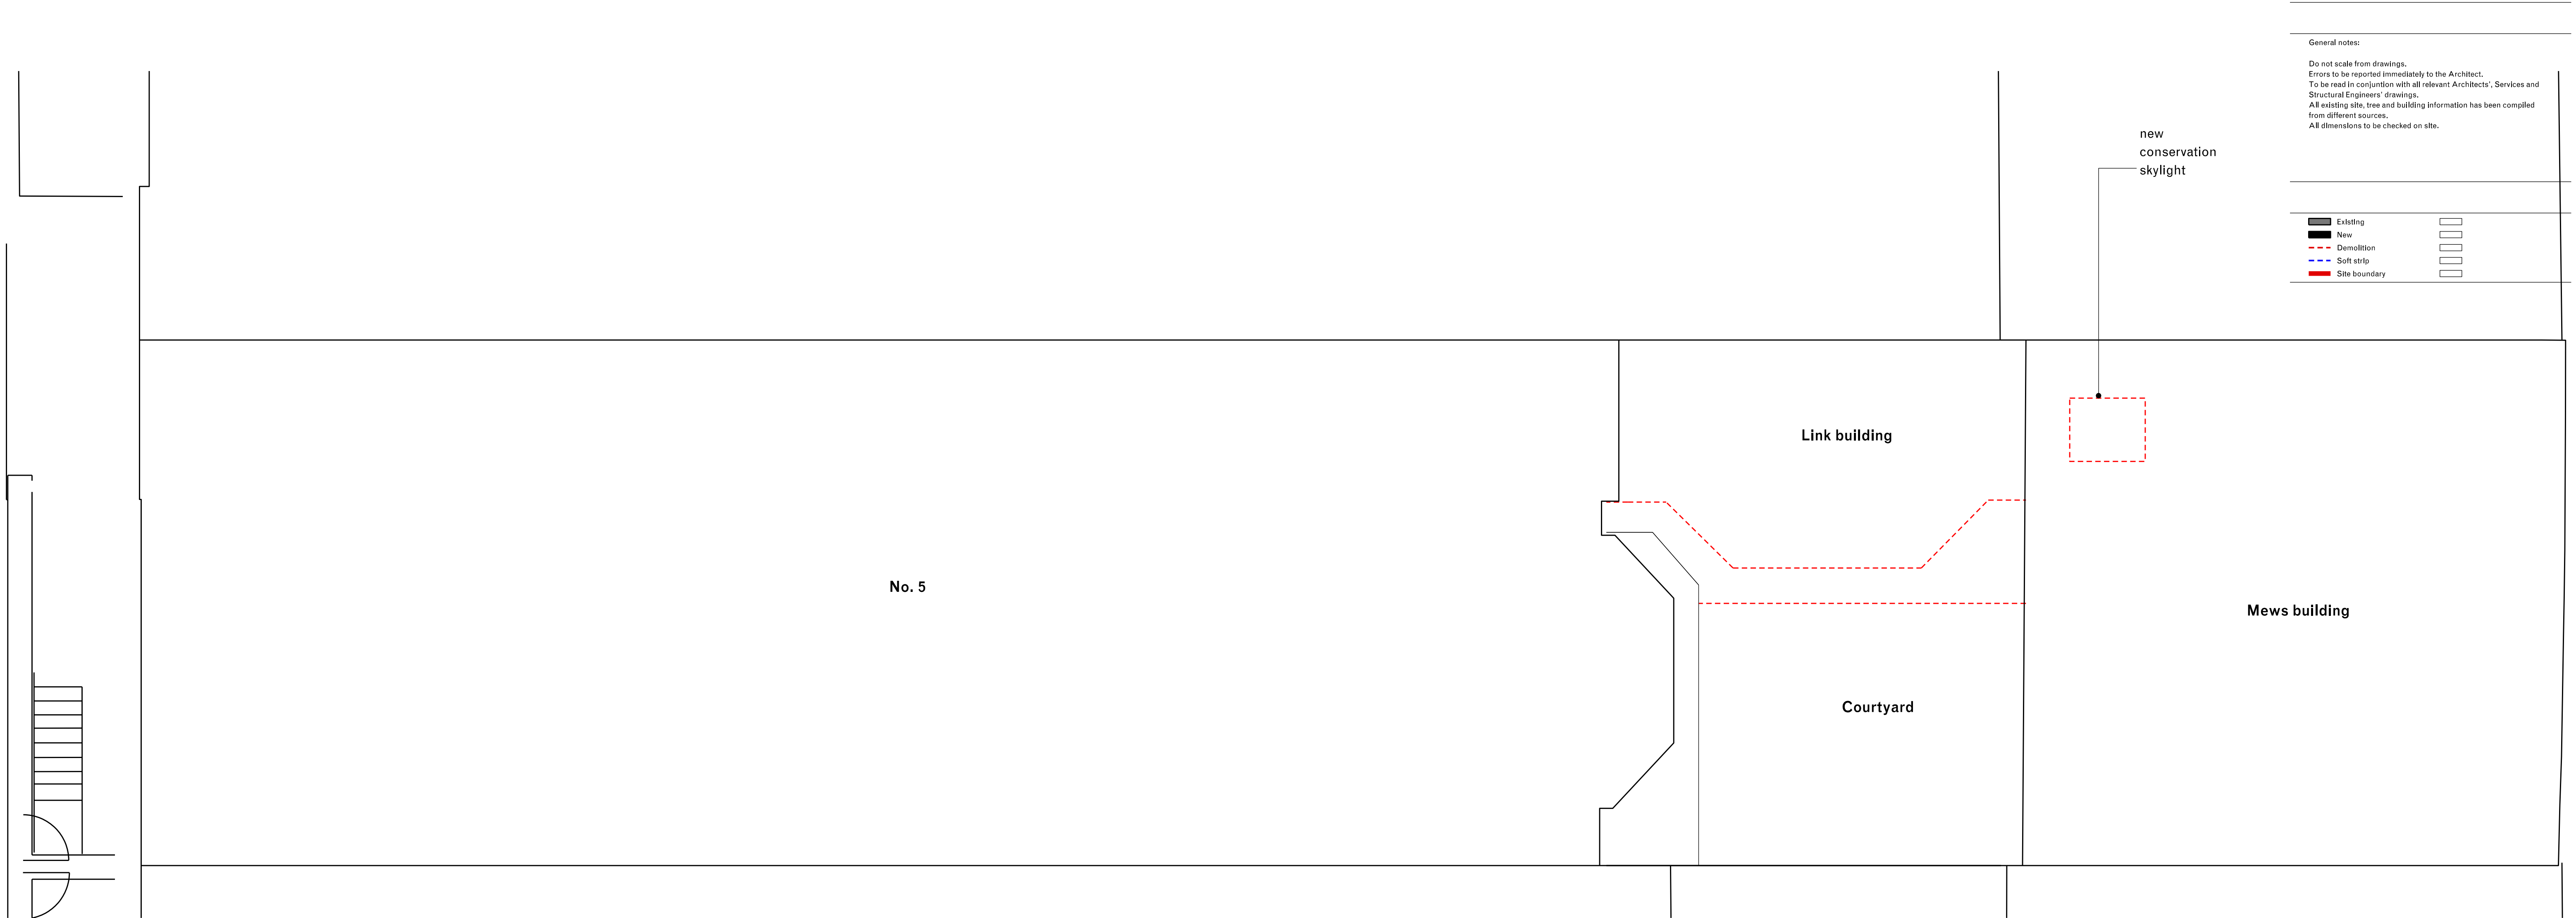 General notes:
Do not scale from drawings.
Errors to be reported immediately to the Architect.
To be read in conjuntion with all relevant Architects', Services and
Structural Engineers' drawings.
All existing site, tree and building information has been compiled
from different sources.
All dimensions to be checked on site.
new
conservation
skylight
Existing
New
Demolition
Soft strip
Site boundary
Link building
No. 5
Mews building
Courtyard